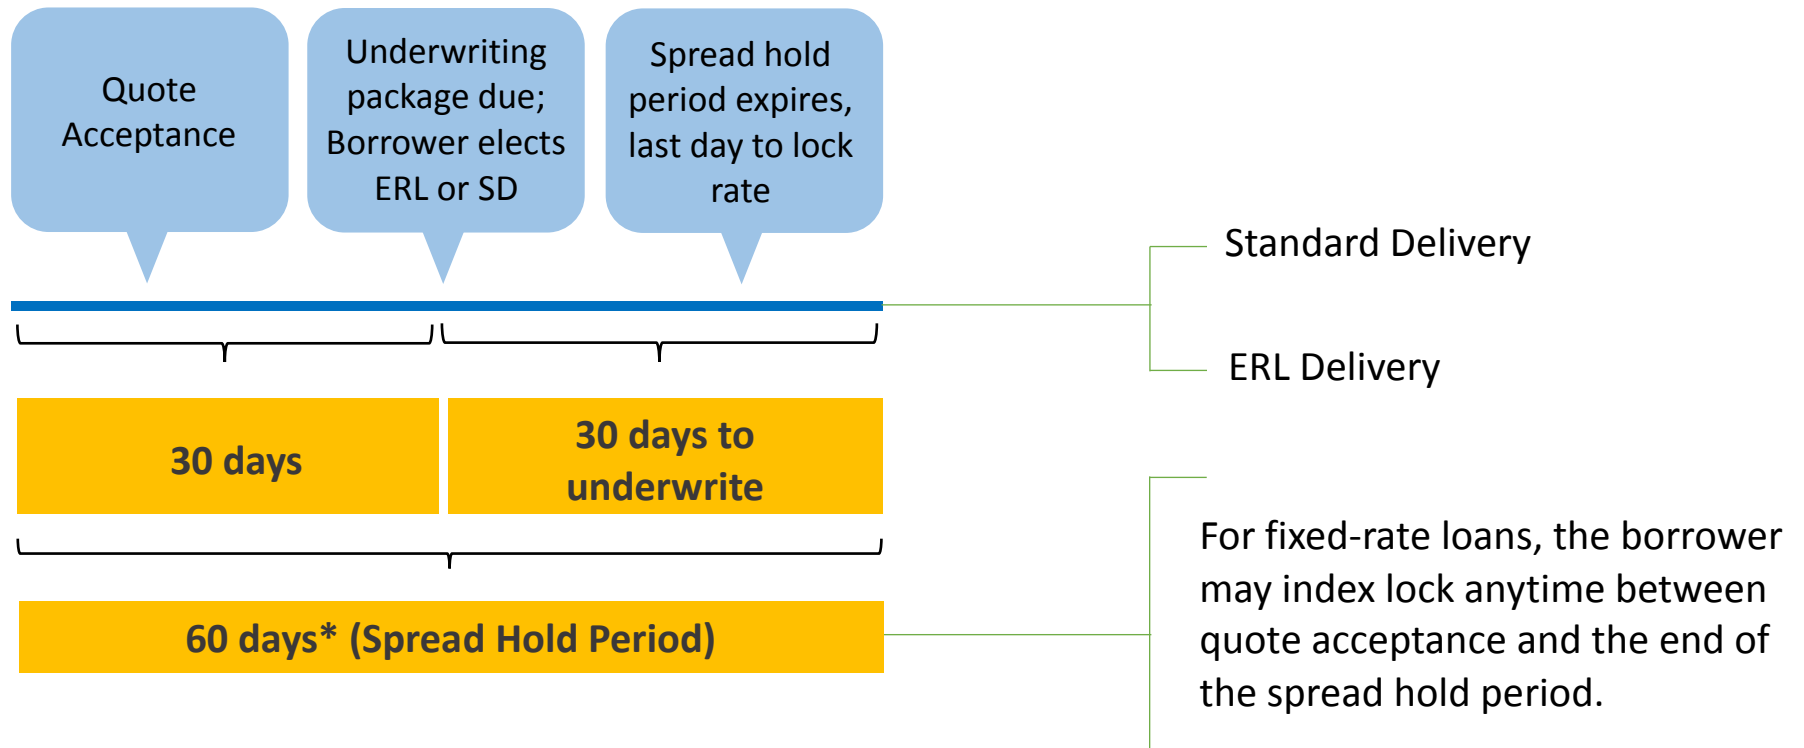 Quote
Acceptance
Underwriting
package due;
Borrower elects
ERL or SD
Spread hold
period expires,
last day to lock
rate
Standard Delivery
ERL Delivery
30 days
30 days to
underwrite
60 days* (Spread Hold Period)
For fixed-rate loans, the borrower
may index lock anytime between
quote acceptance and the end of
the spread hold period.